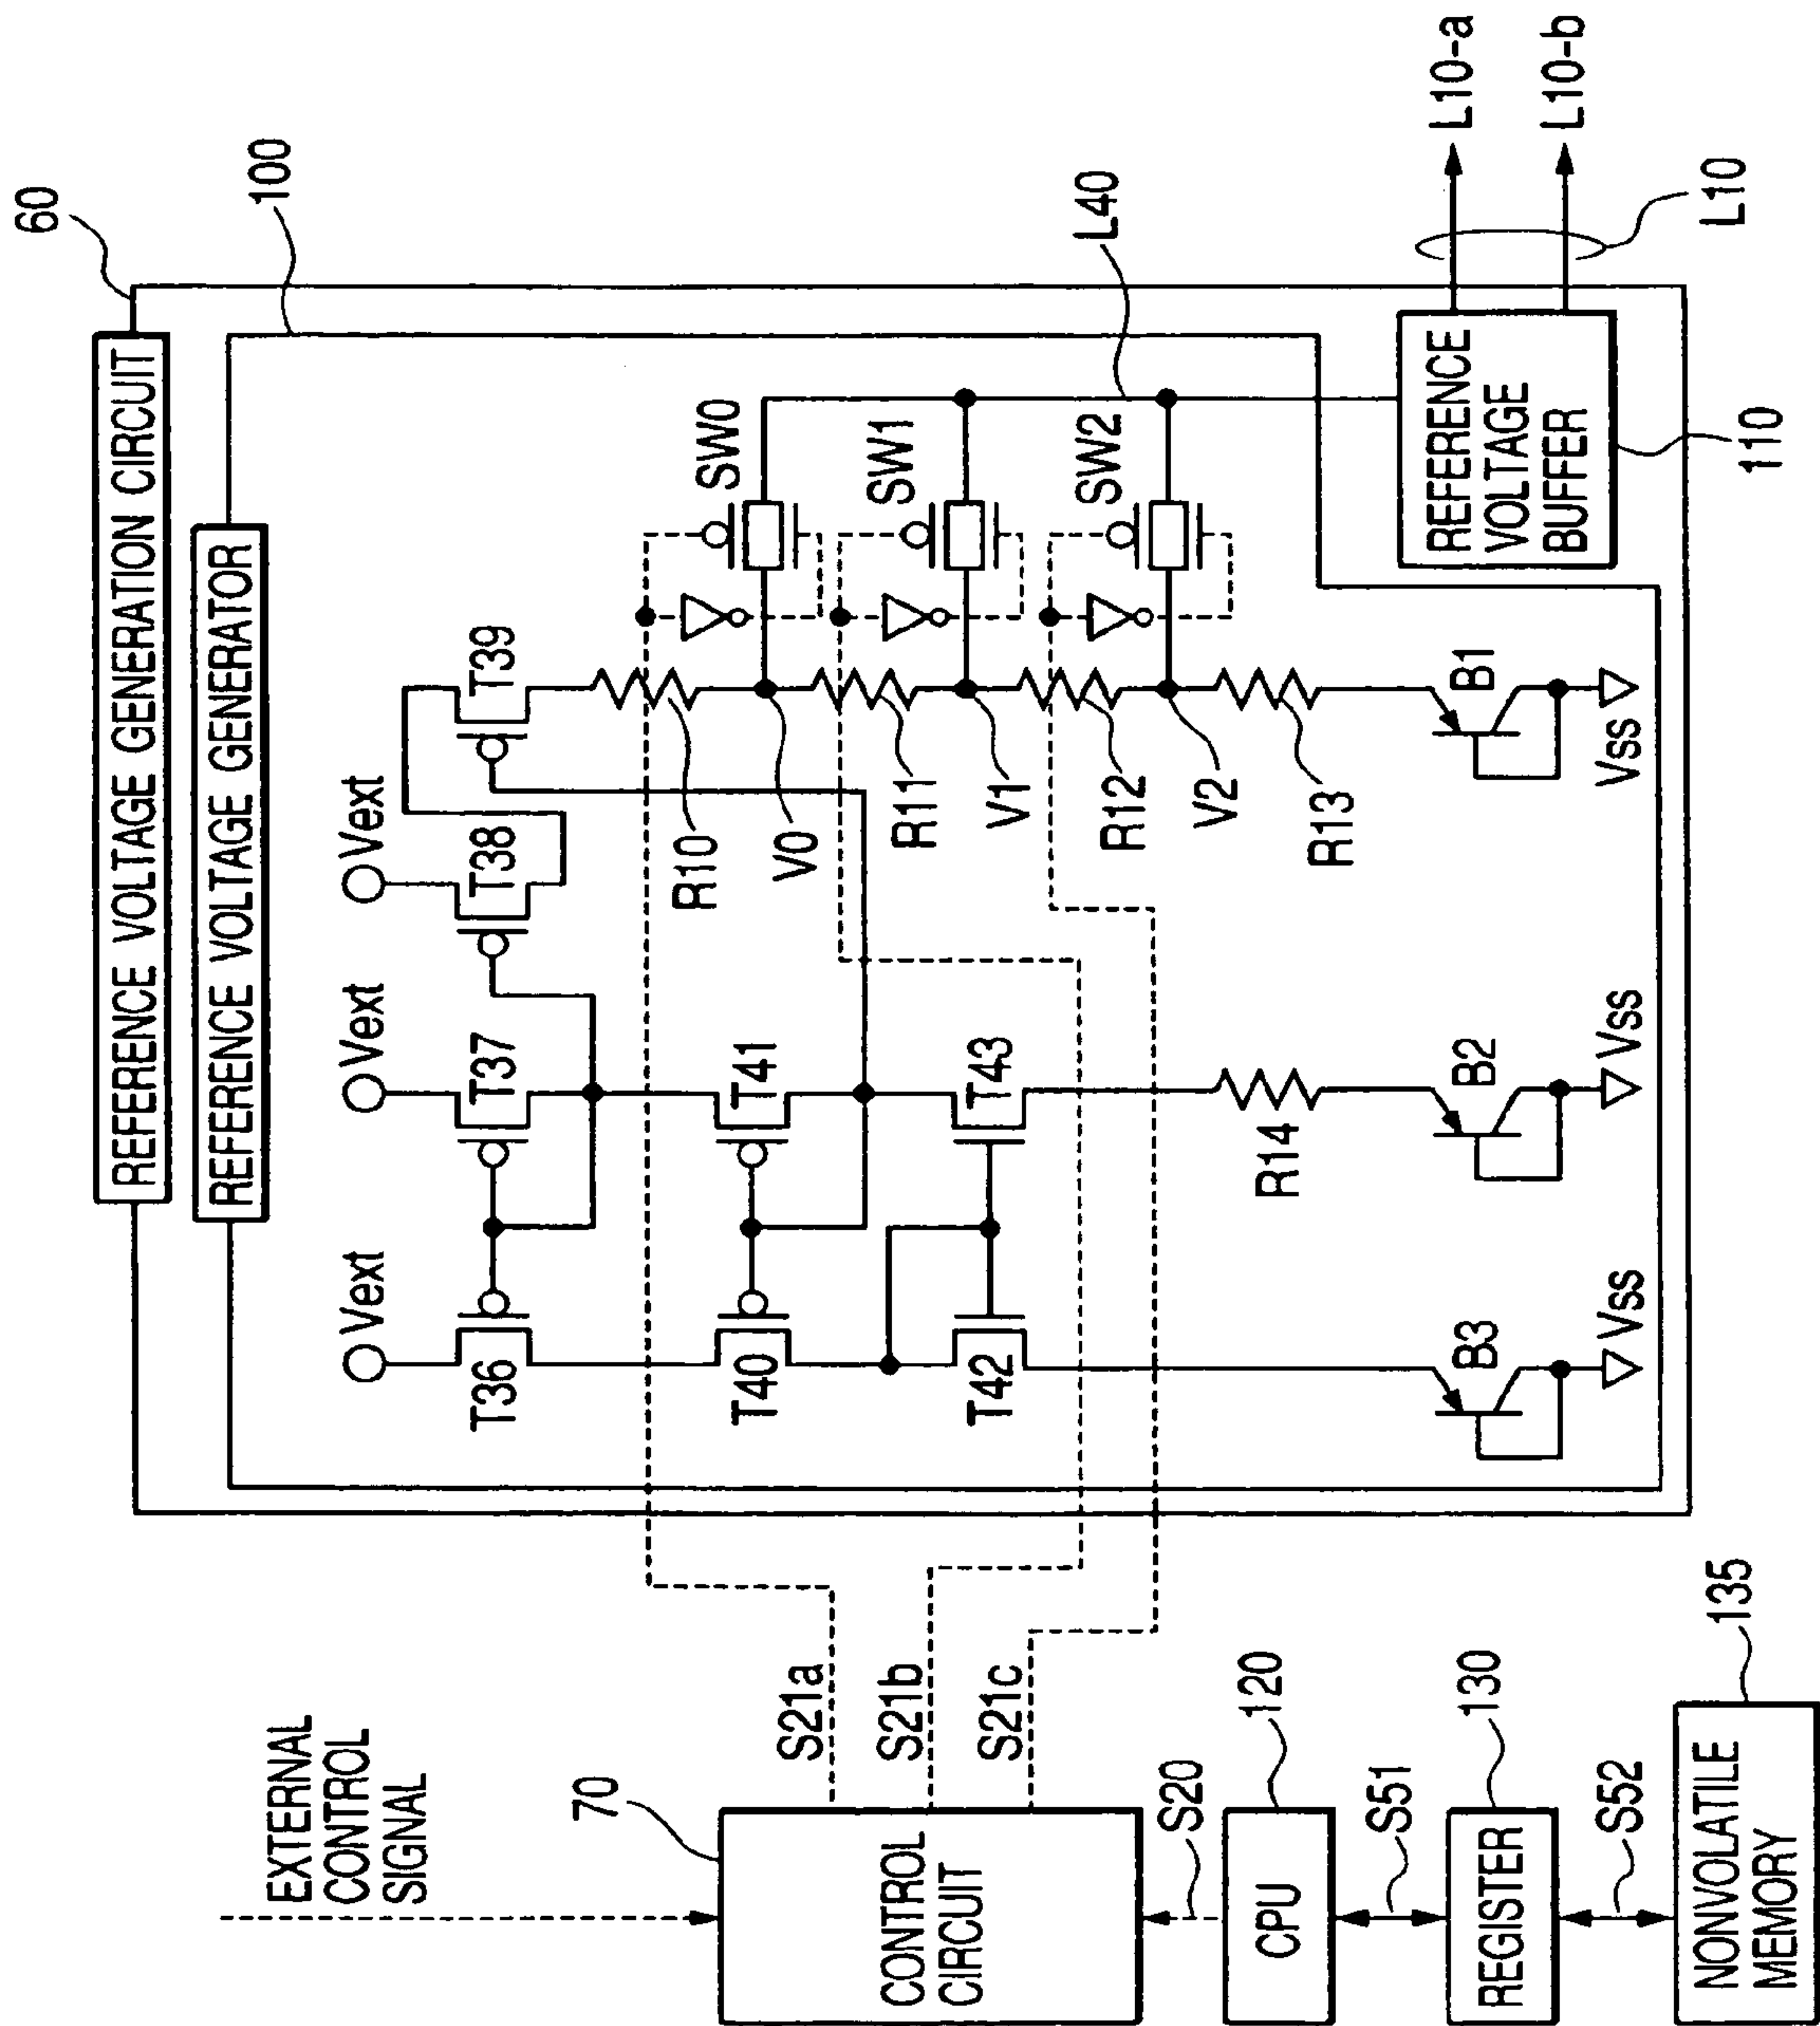 REFERENCE VOLTAGE GENERATION CIRCUIT
60
REFERENCE VOLTAGE GENERATOR
100
EXTERNAL
CONTROL
SIGNAL
Vext
Vext
Vext
T36
T37
T38
T39
T40
T41
T42
T43
R10
V0
R11
V1
R12
V2
R13
R14
SW0
SW1
SW2
L40
B3
B2
B1
Vss
Vss
Vss
70
CONTROL
CIRCUIT
S21a
S21b
S21c
S20
120
CPU
S51
130
REGISTER
S52
135
NONVOLATILE
MEMORY
REFERENCE
VOLTAGE
BUFFER
110
L10-a
L10-b
L10